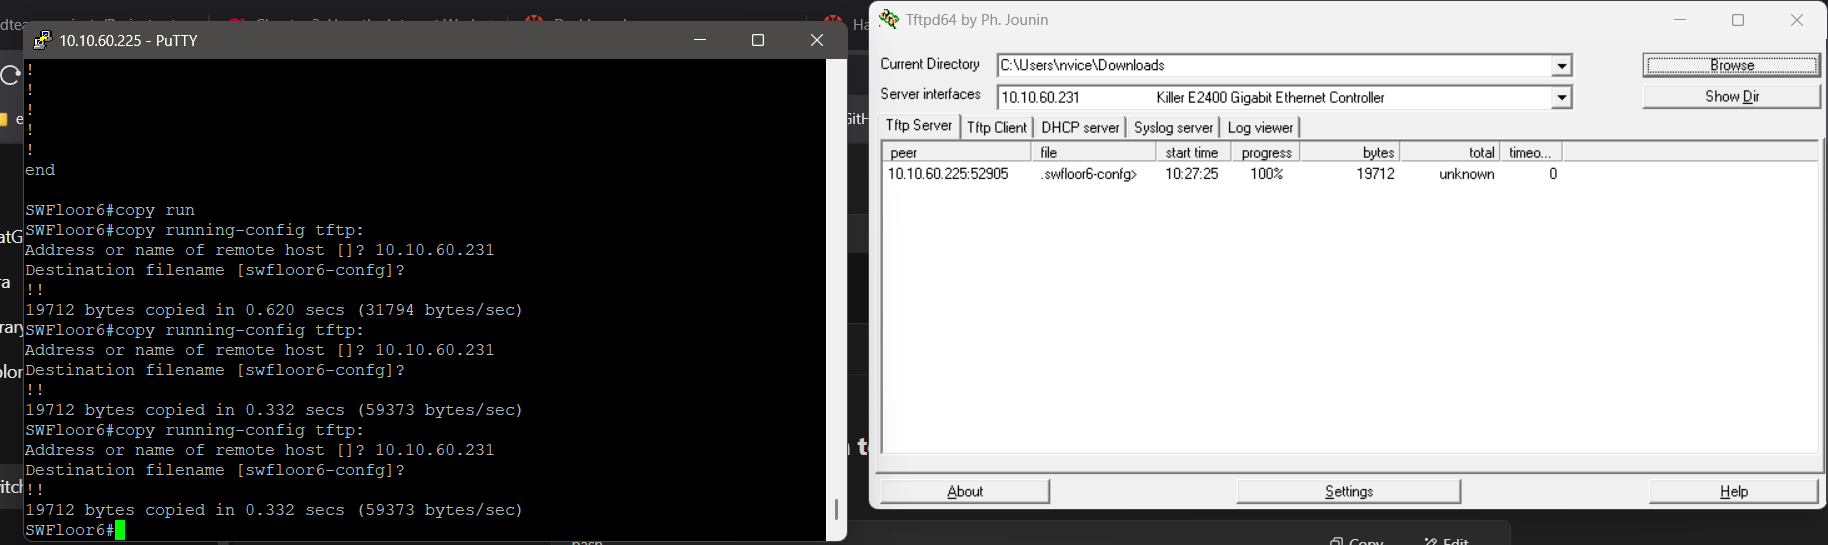 10.10.60.225 - PuTTY
!
!
!
!
!
end
SWFloor6#copy run
SWFloor6#copy running-config tftp:
Address or name of remote host []? 10.10.60.231
Destination filename [swfloor6-confg]?
!!
19712 bytes copied in 0.620 secs (31794 bytes/sec)
SWFloor6#copy running-config tftp:
Address or name of remote host []? 10.10.60.231
Destination filename [swfloor6-confg]?
!!
19712 bytes copied in 0.332 secs (59373 bytes/sec)
SWFloor6#copy running-config tftp:
Address or name of remote host []? 10.10.60.231
Destination filename [swfloor6-confg]?
!!
19712 bytes copied in 0.332 secs (59373 bytes/sec)
SWFloor6#
Tftpd64 by Ph. Jounin
Current Directory C:\Users\nvice\Downloads Browse
Server interfaces 10.10.60.231 Killer E2400 Gigabit Ethernet Controller Show Dir
Tftp Server Tftp Client DHCP server Syslog server Log viewer
peer file start time progress bytes total timeo...
10.10.60.225:52905 .swfloor6-confg> 10:27:25 100% 19712 unknown 0
About Settings Help
Copy Edit